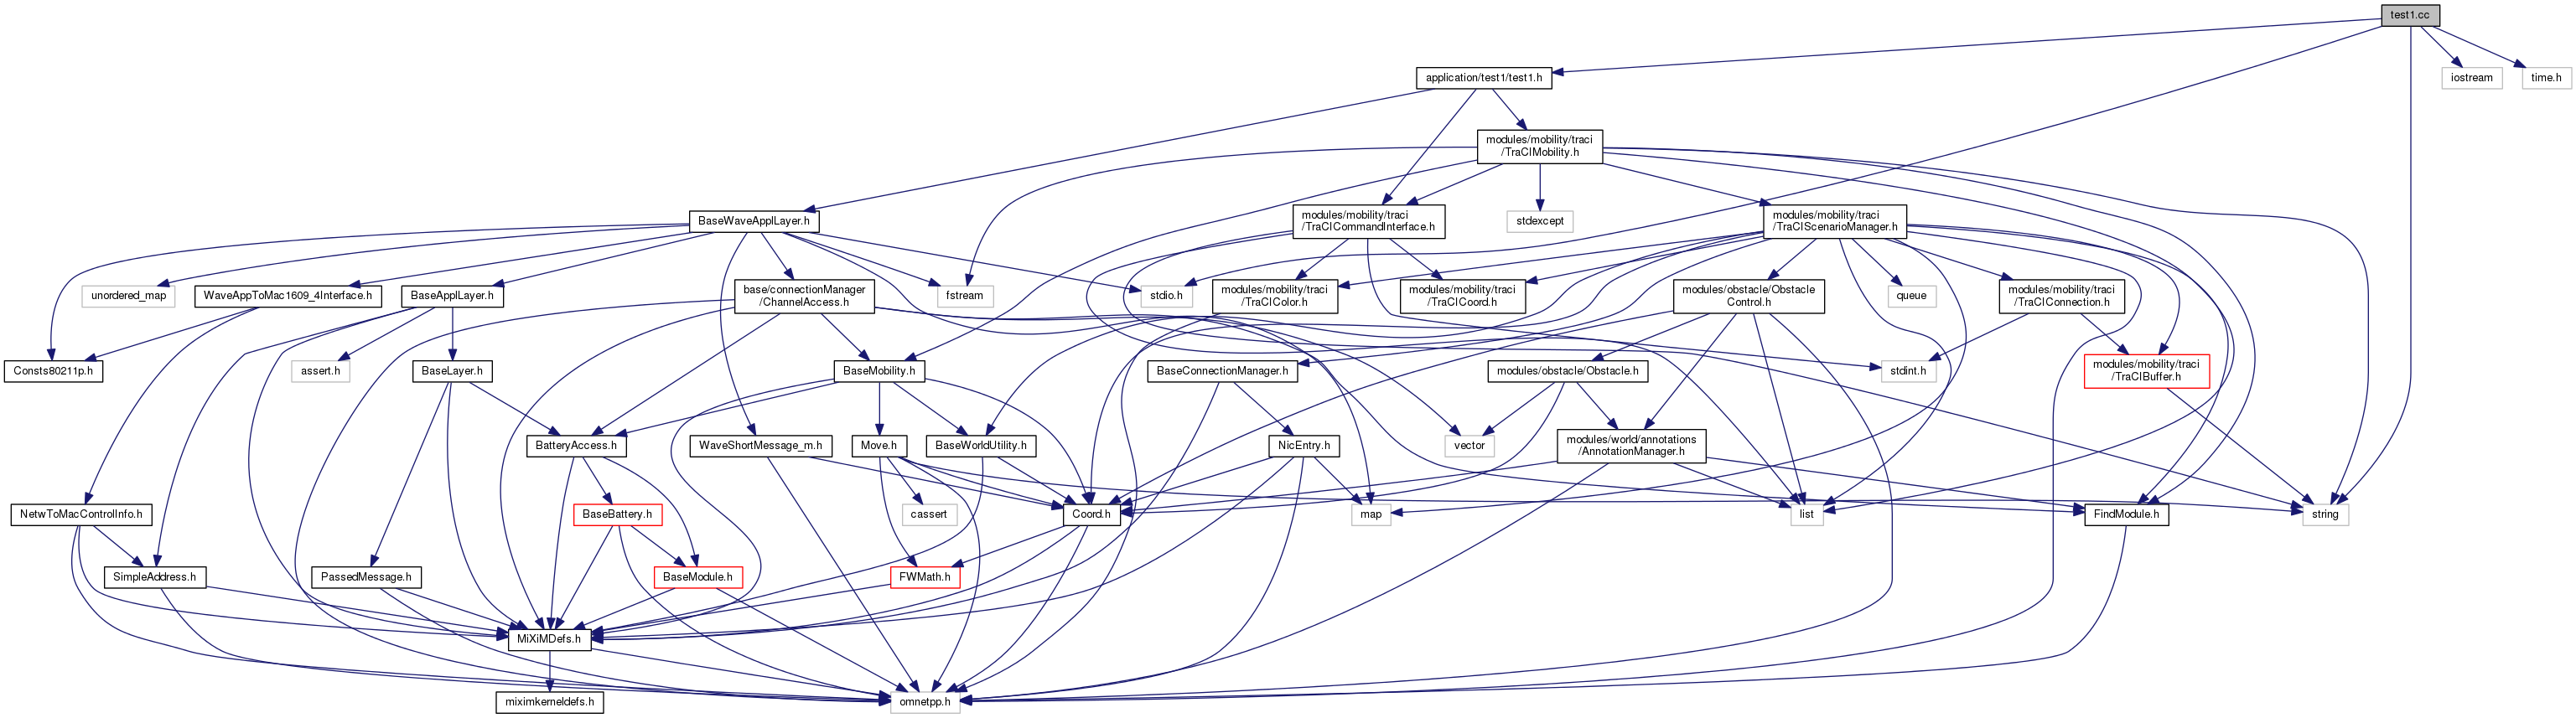 test1.cc
application/test1/test1.h
iostream
time.h
modules/mobility/traci
/TraCIMobility.h
BaseWaveApplLayer.h
modules/mobility/traci
/TraCICommandInterface.h
stdexcept
modules/mobility/traci
/TraCIScenarioManager.h
unordered_map
WaveAppToMac1609_4Interface.h
BaseApplLayer.h
base/connectionManager
/ChannelAccess.h
fstream
stdio.h
modules/mobility/traci
/TraCIColor.h
modules/mobility/traci
/TraCICoord.h
modules/obstacle/Obstacle
Control.h
queue
modules/mobility/traci
/TraCIConnection.h
Consts80211p.h
assert.h
BaseLayer.h
BaseMobility.h
BaseConnectionManager.h
modules/obstacle/Obstacle.h
stdint.h
modules/mobility/traci
/TraCIBuffer.h
BatteryAccess.h
WaveShortMessage_m.h
Move.h
BaseWorldUtility.h
NicEntry.h
vector
modules/world/annotations
/AnnotationManager.h
NetwToMacControlInfo.h
BaseBattery.h
cassert
Coord.h
map
list
FindModule.h
string
SimpleAddress.h
PassedMessage.h
BaseModule.h
FWMath.h
MiXiMDefs.h
miximkerneldefs.h
omnetpp.h